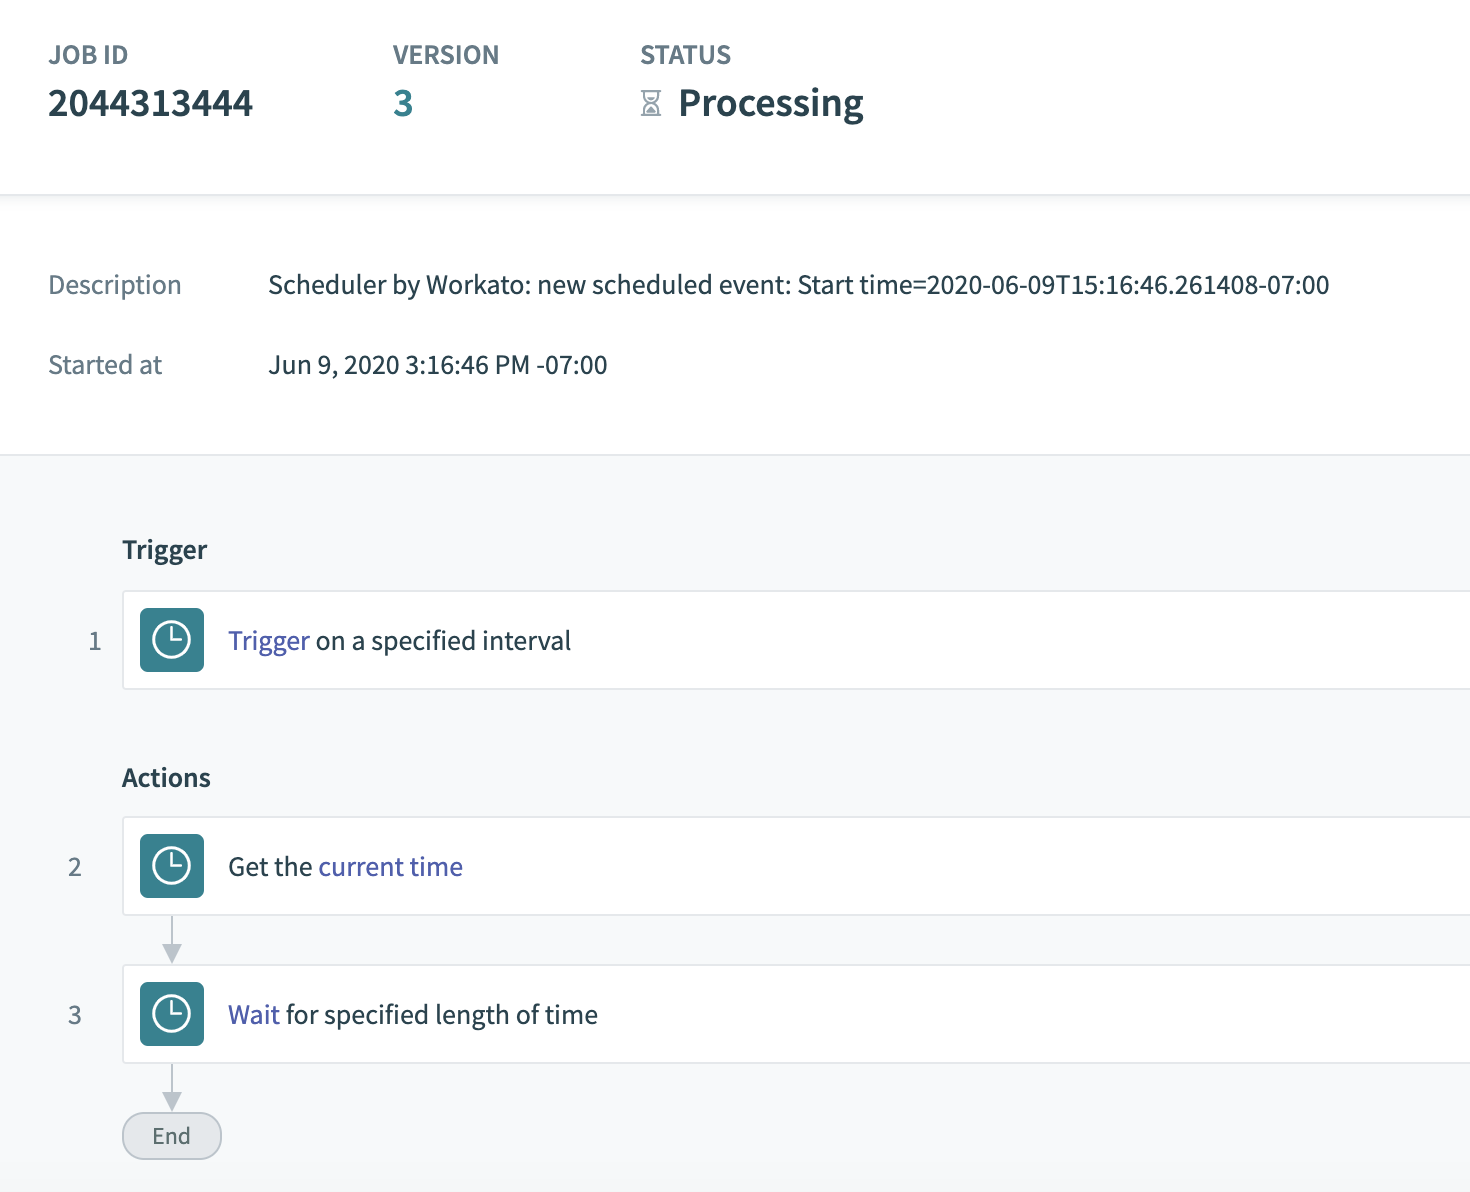 JOB ID VERSION STATUS
2044313444 3 Processing
Description Scheduler by Workato: new scheduled event: Start time=2020-06-09T15:16:46.261408-07:00
Started at Jun 9, 2020 3:16:46 PM -07:00
Trigger
1 Trigger on a specified interval
Actions
2 Get the current time
3 Wait for specified length of time
End